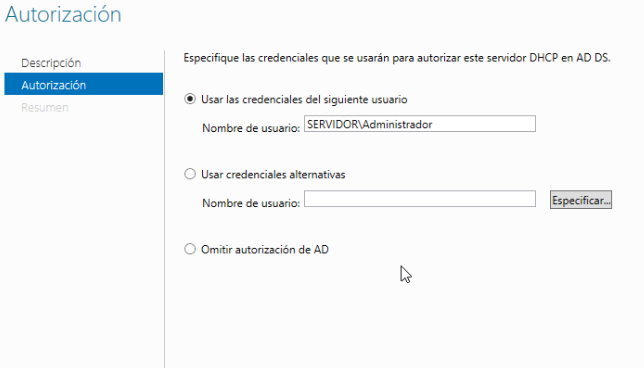 Autorización
Descripción
Autorización
Resumen
Especifique las credenciales que se usarán para autorizar este servidor DHCP en AD DS.
Usar las credenciales del siguiente usuario
Nombre de usuario: SERVIDOR\Administrador
Usar credenciales alternativas
Nombre de usuario:
Especificar...
Omitir autorización de AD